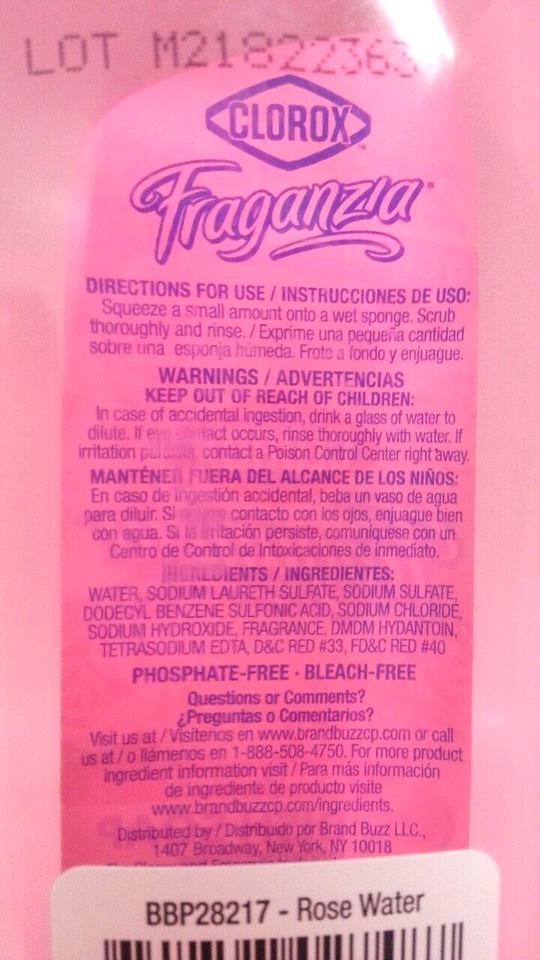 LOT M21822363
CLOROX™
Fraganzia®
DIRECTIONS FOR USE / INSTRUCCIONES DE USO:
Squeeze a small amount onto a wet sponge. Scrub
thoroughly and rinse. / Exprime una pequeña cantidad
sobre una esponja húmeda. Frote a fondo y enjuague.
WARNINGS / ADVERTENCIAS
KEEP OUT OF REACH OF CHILDREN:
In case of accidental ingestion, drink a glass of water to
dilute. If eye contact occurs, rinse thoroughly with water. If
irritation persists, contact a Poison Control Center right away.
MANTÉNER FUERA DEL ALCANCE DE LOS NIÑOS:
En caso de ingestión accidental, beba un vaso de agua
para diluir. Si ocurre contacto con los ojos, enjuague bien
con agua. Si la irritación persiste, comuníquese con un
Centro de Control de Intoxicaciones de inmediato.
INGREDIENTS / INGREDIENTES:
WATER, SODIUM LAURETH SULFATE, SODIUM SULFATE,
DODECYL BENZENE SULFONIC ACID, SODIUM CHLORIDE,
SODIUM HYDROXIDE, FRAGRANCE, DMDM HYDANTOIN,
TETRASODIUM EDTA, D&C RED #33, FD&C RED #40
PHOSPHATE-FREE · BLEACH-FREE
Questions or Comments?
¿Preguntas o Comentarios?
Visit us at / Visítenos en www.brandbuzzcp.com or call
us at / o llámenos en 1-888-508-4750. For more product
ingredient information visit / Para más información
de ingrediente de producto visite
www.brandbuzzcp.com/ingredients.
Distributed by / Distribuido por Brand Buzz LLC.,
1407 Broadway, New York, NY 10018
BBP28217 - Rose Water